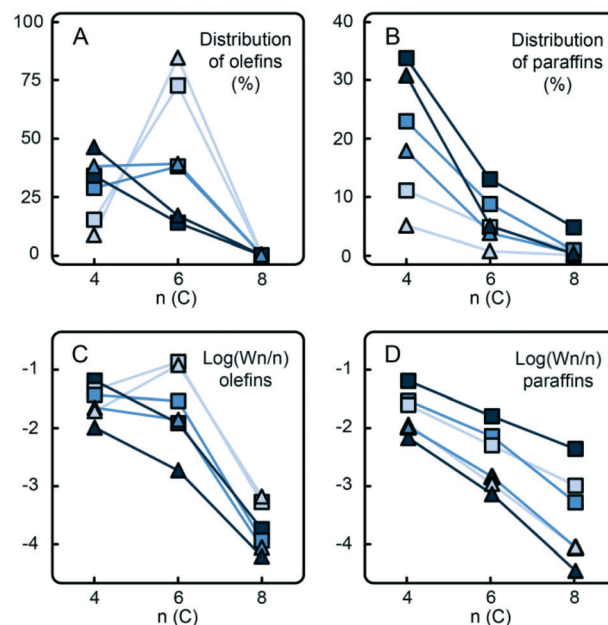 A
Distribution
of olefins
(%)
100
75
50
25
0
4 6 8
n (C)
B
Distribution
of paraffins
(%)
40
30
20
10
0
4 6 8
n (C)
C
Log(Wn/n)
olefins
-1
-2
-3
-4
4 6 8
n (C)
D
Log(Wn/n)
paraffins
-1
-2
-3
-4
4 6 8
n (C)